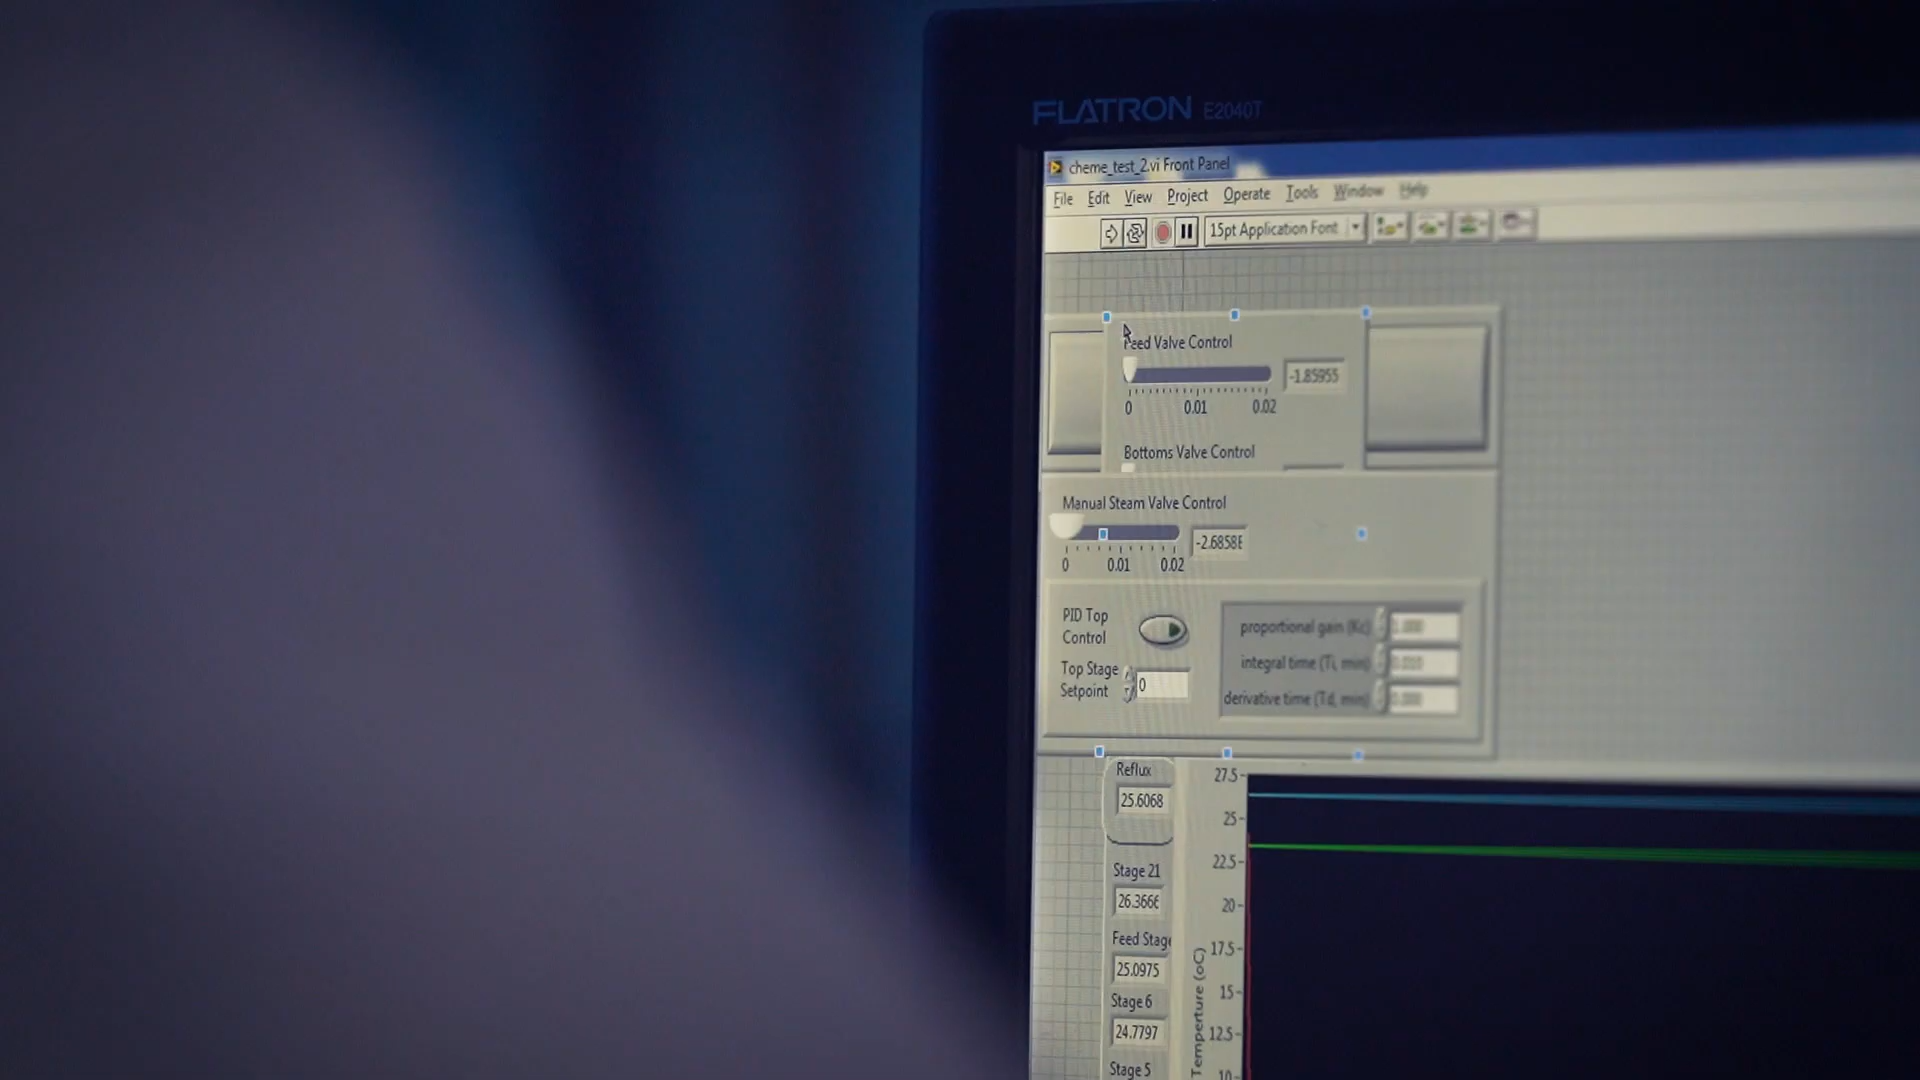 FLATRON E2040T
cheme_test_2.vi Front Panel
File Edit View Project Operate Tools Window Help
15pt Application Font
Feed Valve Control
-1.85955
0 0.01 0.02
Bottoms Valve Control
Manual Steam Valve Control
-2.6858E
0 0.01 0.02
PID Top
Control
Top Stage
Setpoint
0
proportional gain (Kc)
integral time (Ti, min)
derivative time (Td, min)
Reflux
25.6068
Stage 21
26.3666
Feed Stage
25.0975
Stage 6
24.7797
Stage 5
27.5
25
22.5
20
17.5
15
12.5
10
Temperture (oC)